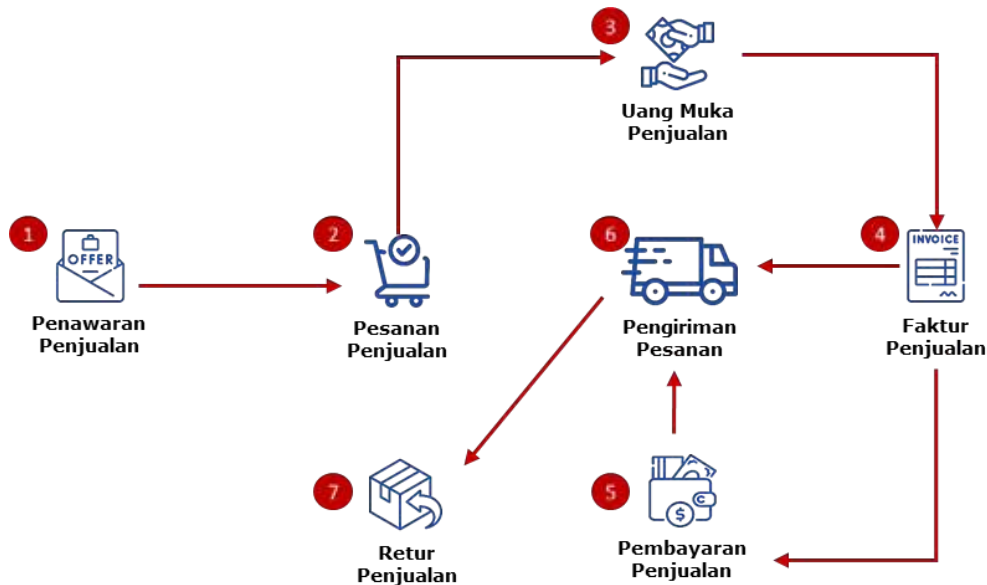 1
OFFER
Penawaran
Penjualan
2
Pesanan
Penjualan
3
Uang Muka
Penjualan
4
INVOICE
Faktur
Penjualan
5
$
Pembayaran
Penjualan
6
Pengiriman
Pesanan
7
Retur
Penjualan